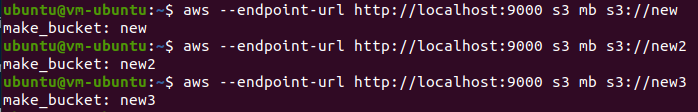 ubuntu@vm-ubuntu:~$ aws --endpoint-url http://localhost:9000 s3 mb s3://new
make_bucket: new
ubuntu@vm-ubuntu:~$ aws --endpoint-url http://localhost:9000 s3 mb s3://new2
make_bucket: new2
ubuntu@vm-ubuntu:~$ aws --endpoint-url http://localhost:9000 s3 mb s3://new3
make_bucket: new3